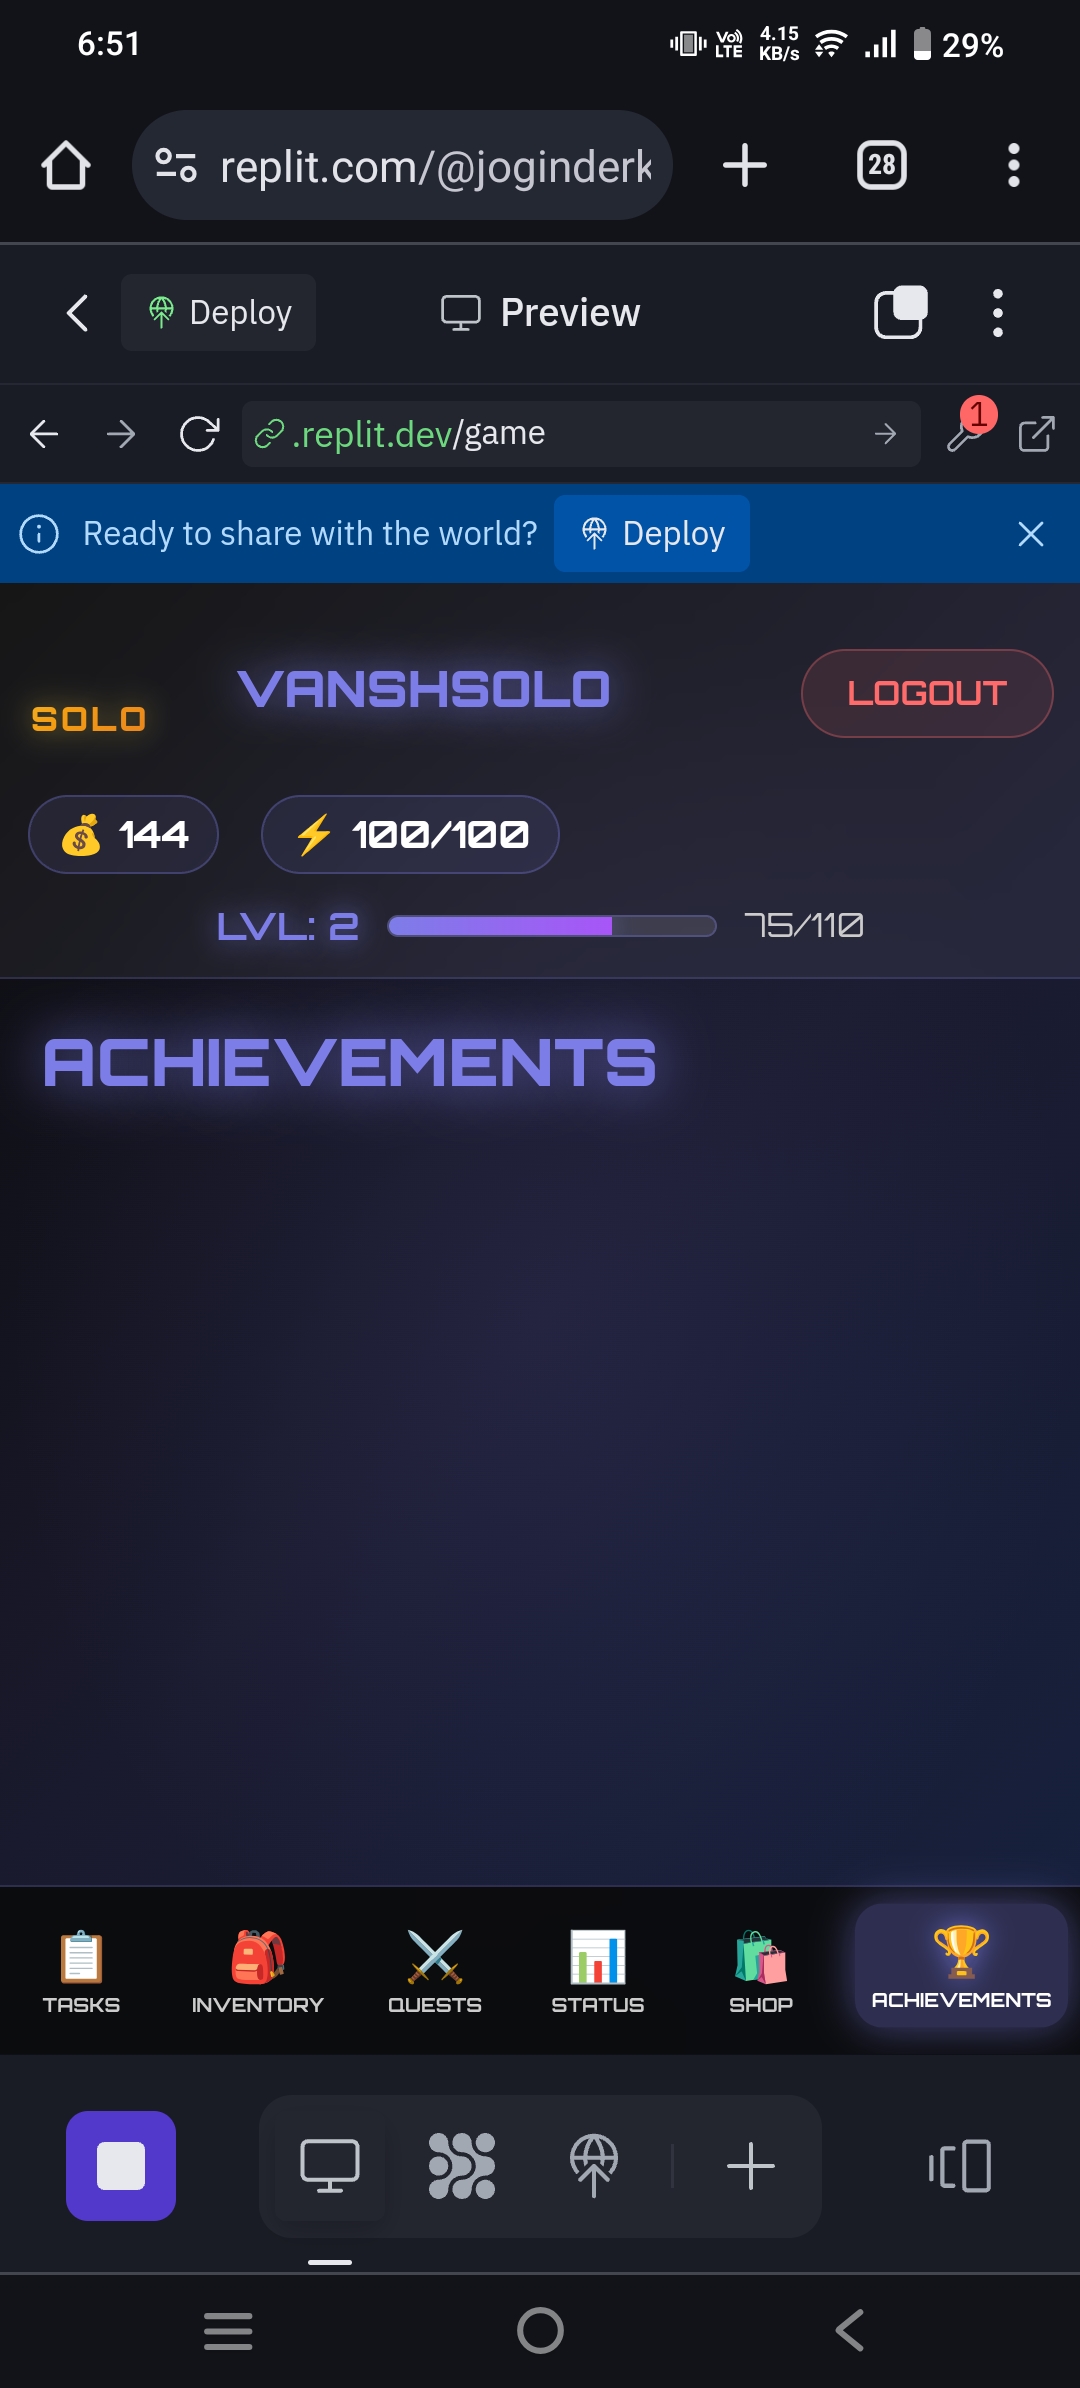 6:51
Vo)) LTE 4.15 KB/s 29%
replit.com/@joginderk
28
Deploy
Preview
.replit.dev/game
1
Ready to share with the world?
Deploy
VANSHSOLO
SOLO
LOGOUT
144
100/100
LVL: 2
75/110
ACHIEVEMENTS
TASKS
INVENTORY
QUESTS
STATUS
SHOP
ACHIEVEMENTS